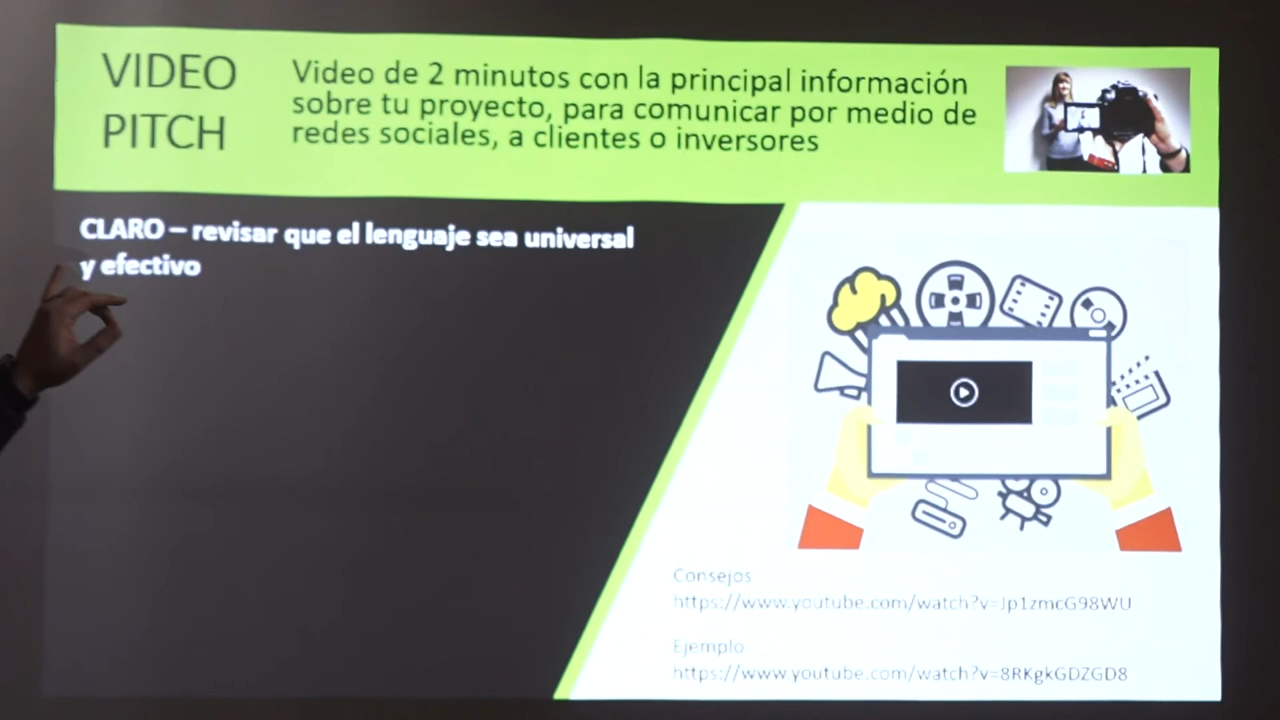 VIDEO
PITCH
Video de 2 minutos con la principal información
sobre tu proyecto, para comunicar por medio de
redes sociales, a clientes o inversores
CLARO – revisar que el lenguaje sea universal
y efectivo
Consejos
https://www.youtube.com/watch?v=Jp1zmcG98WU
Ejemplo
https://www.youtube.com/watch?v=8RKgkGDZGD8